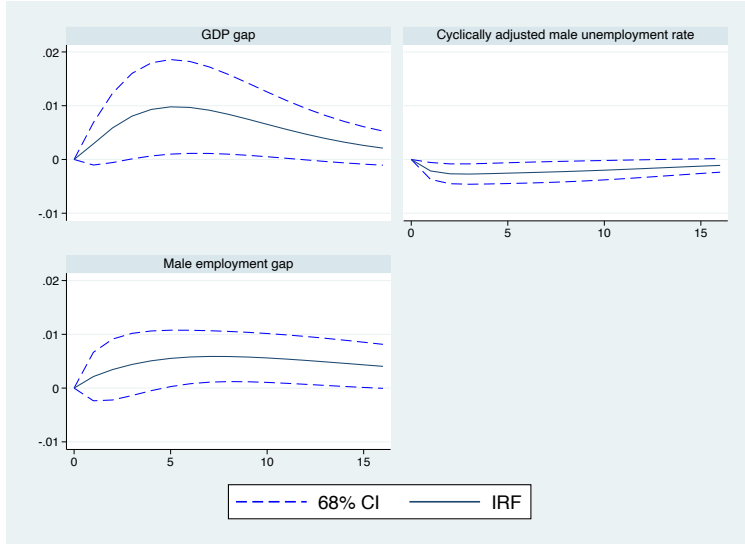 GDP gap
Cyclically adjusted male unemployment rate
.02
.01
0
-.01
0 5 10 15
Male employment gap
.02
.01
0
-.01
0 5 10 15
68% CI IRF